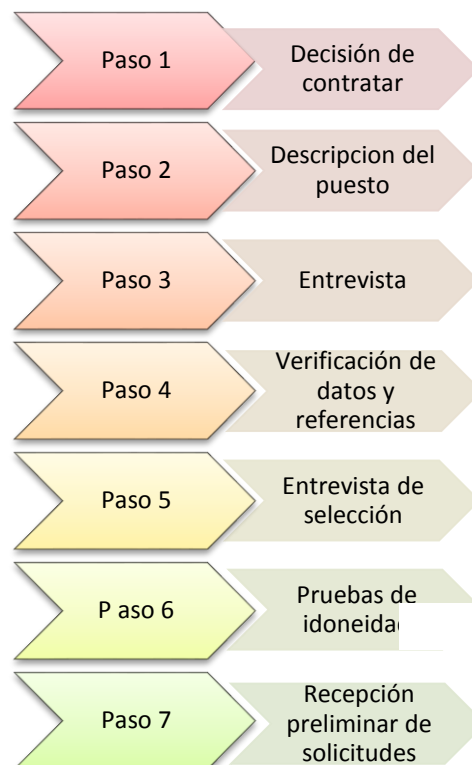 Paso 1
Decisión de
contratar
Paso 2
Descripcion del
puesto
Paso 3
Entrevista
Paso 4
Verificación de
datos y
referencias
Paso 5
Entrevista de
selección
P aso 6
Pruebas de
Paso 7
Recepción
preliminar de
solicitudes